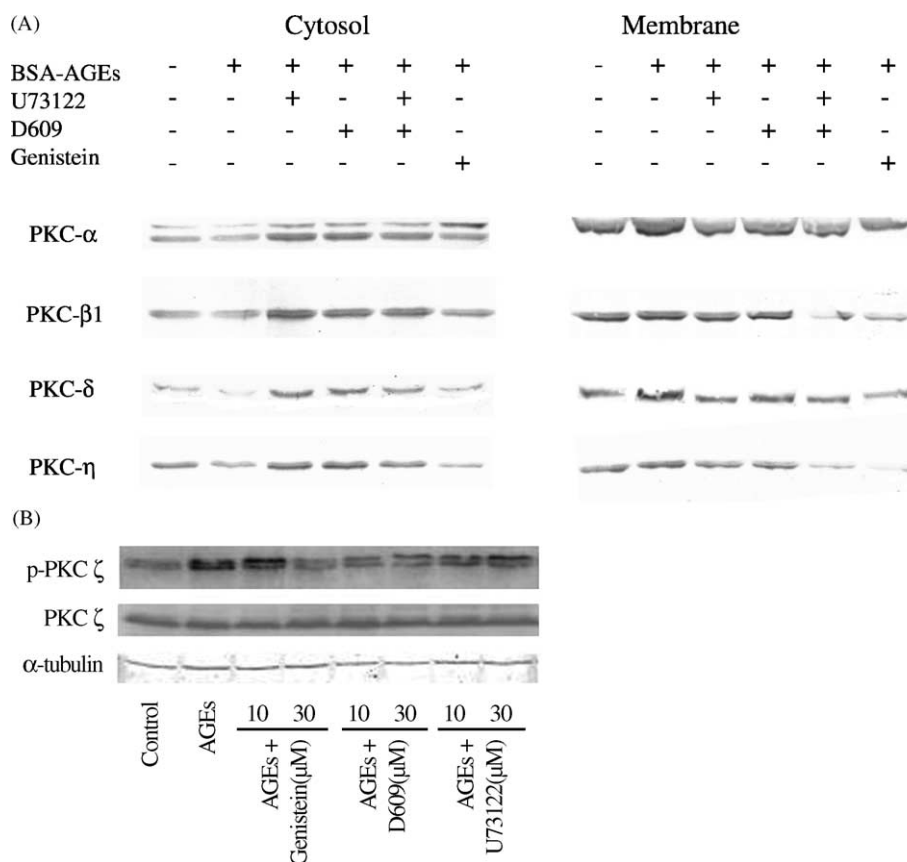 (A)
Cytosol Membrane
BSA-AGEs - + + + + + - + + + + +
U73122 - - + - + - - - + - + -
D609 - - - + + - - - - + + -
Genistein - - - - - + - - - - - +
PKC-α
PKC-β1
PKC-δ
PKC-η
(B)
p-PKC ζ
PKC ζ
α-tubulin
Control
AGEs
10 30
AGEs +
Genistein(μM)
10 30
AGEs +
D609(μM)
10 30
AGEs +
U73122(μM)